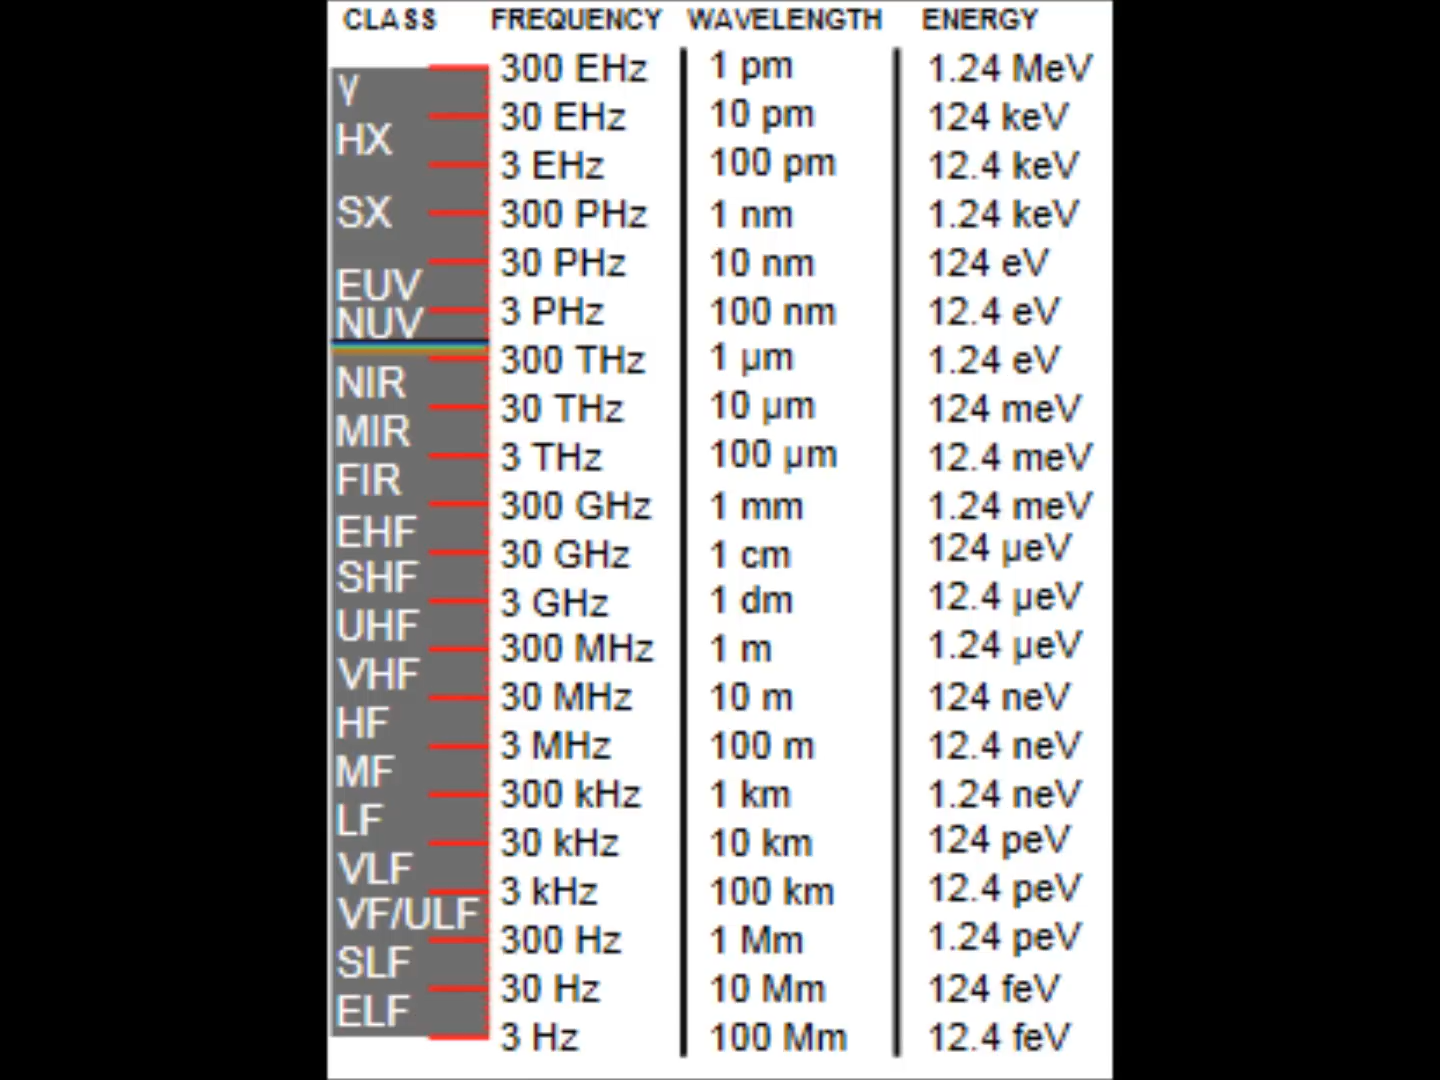 CLASS FREQUENCY WAVELENGTH ENERGY
300 EHz 1 pm 1.24 MeV
γ
30 EHz 10 pm 124 keV
HX
3 EHz 100 pm 12.4 keV
SX 300 PHz 1 nm 1.24 keV
30 PHz 10 nm 124 eV
EUV
3 PHz 100 nm 12.4 eV
NUV
300 THz 1 µm 1.24 eV
NIR
30 THz 10 µm 124 meV
MIR
3 THz 100 µm 12.4 meV
FIR
300 GHz 1 mm 1.24 meV
EHF
30 GHz 1 cm 124 µeV
SHF
3 GHz 1 dm 12.4 µeV
UHF
300 MHz 1 m 1.24 µeV
VHF
30 MHz 10 m 124 neV
HF
3 MHz 100 m 12.4 neV
MF
300 kHz 1 km 1.24 neV
LF
30 kHz 10 km 124 peV
VLF
3 kHz 100 km 12.4 peV
VF/ULF
300 Hz 1 Mm 1.24 peV
SLF
30 Hz 10 Mm 124 feV
ELF
3 Hz 100 Mm 12.4 feV